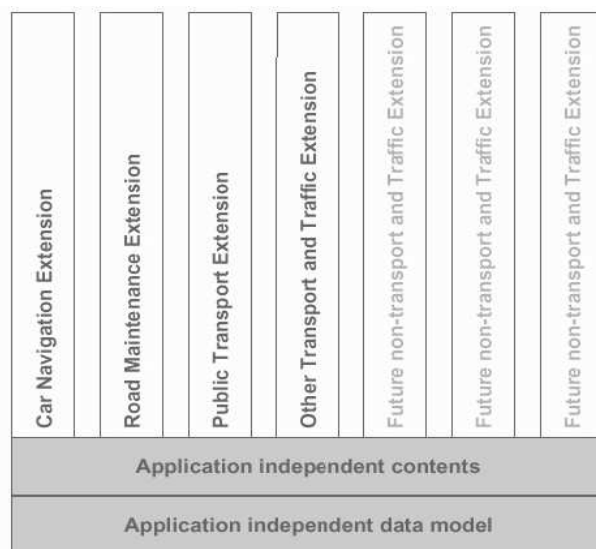 Car Navigation Extension
Road Maintenance Extension
Public Transport Extension
Other Transport and Traffic Extension
Future non-transport and Traffic Extension
Future non-transport and Traffic Extension
Future non-transport and Traffic Extension
Application independent contents
Application independent data model